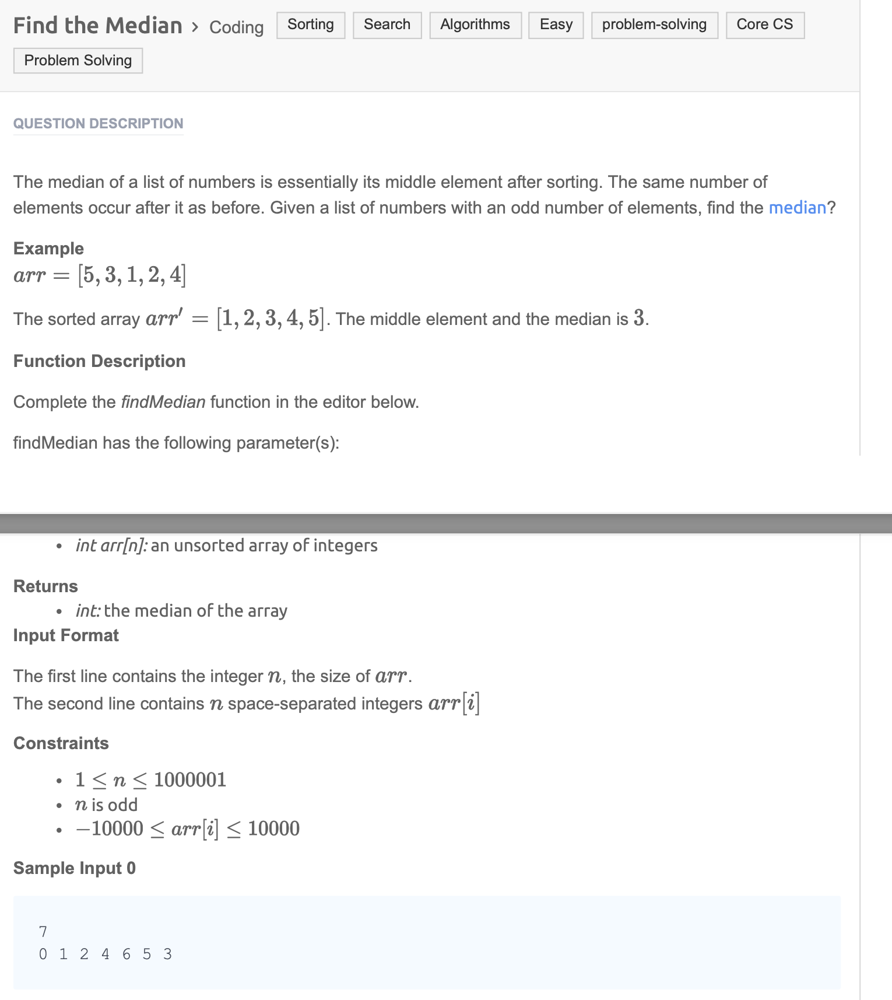 Find the Median › Coding Sorting Search Algorithms Easy problem-solving Core CS
Problem Solving
QUESTION DESCRIPTION
The median of a list of numbers is essentially its middle element after sorting. The same number of
elements occur after it as before. Given a list of numbers with an odd number of elements, find the median?
Example
arr = [5, 3, 1, 2, 4]
The sorted array arr′ = [1, 2, 3, 4, 5]. The middle element and the median is 3.
Function Description
Complete the findMedian function in the editor below.
findMedian has the following parameter(s):
• int arr[n]: an unsorted array of integers
Returns
• int: the median of the array
Input Format
The first line contains the integer n, the size of arr.
The second line contains n space-separated integers arr[i]
Constraints
• 1 ≤ n ≤ 1000001
• n is odd
• −10000 ≤ arr[i] ≤ 10000
Sample Input 0
7
0 1 2 4 6 5 3